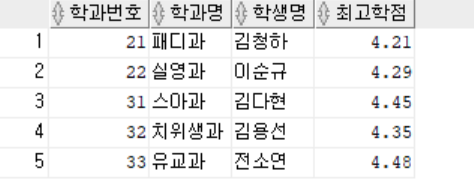 학과번호 학과명 학생명 최고학점
1 21 패디과 김청하 4.21
2 22 실영과 이순규 4.29
3 31 스아과 김다현 4.45
4 32 치위생과 김용선 4.35
5 33 유교과 전소연 4.48